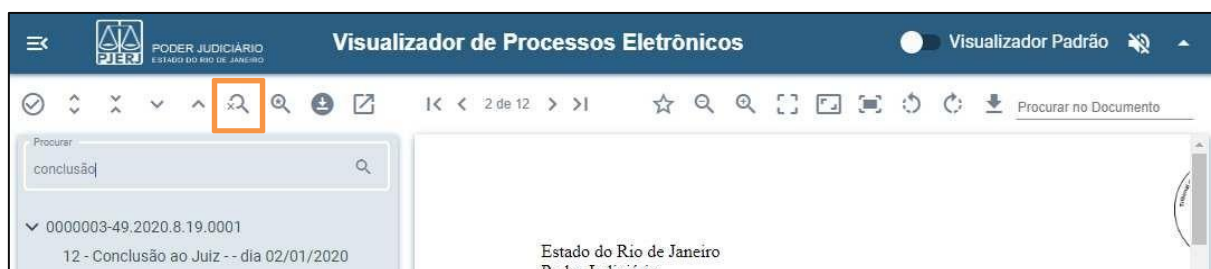 PJERJ
PODER JUDICIÁRIO
ESTADO DO RIO DE JANEIRO
Visualizador de Processos Eletrônicos
Visualizador Padrão
2 de 12
Procurar no Documento
Procurar
conclusão
0000003-49.2020.8.19.0001
12 - Conclusão ao Juiz - - dia 02/01/2020
Estado do Rio de Janeiro